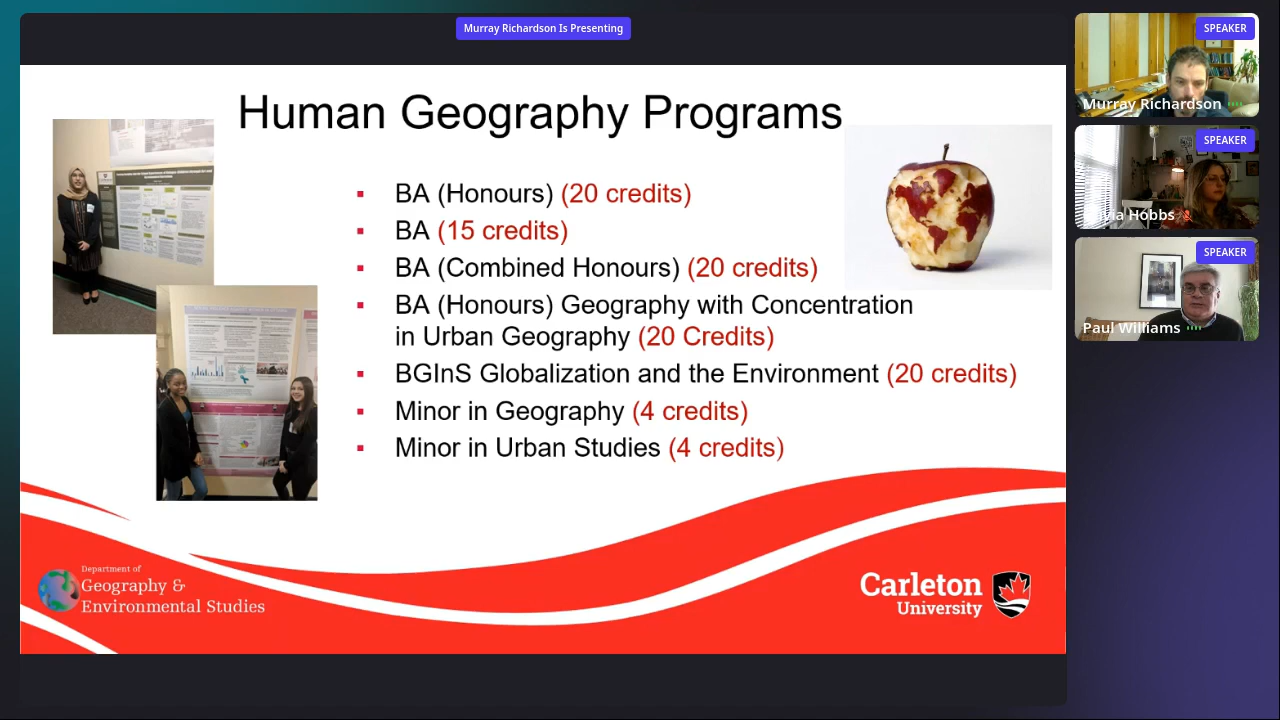 Murray Richardson Is Presenting
Human Geography Programs
BA (Honours) (20 credits)
BA (15 credits)
BA (Combined Honours) (20 credits)
BA (Honours) Geography with Concentration
in Urban Geography (20 Credits)
BGInS Globalization and the Environment (20 credits)
Minor in Geography (4 credits)
Minor in Urban Studies (4 credits)
Department of
Geography &
Environmental Studies
Carleton
University
SPEAKER
Murray Richardson
SPEAKER
Hobbs
SPEAKER
Paul Williams